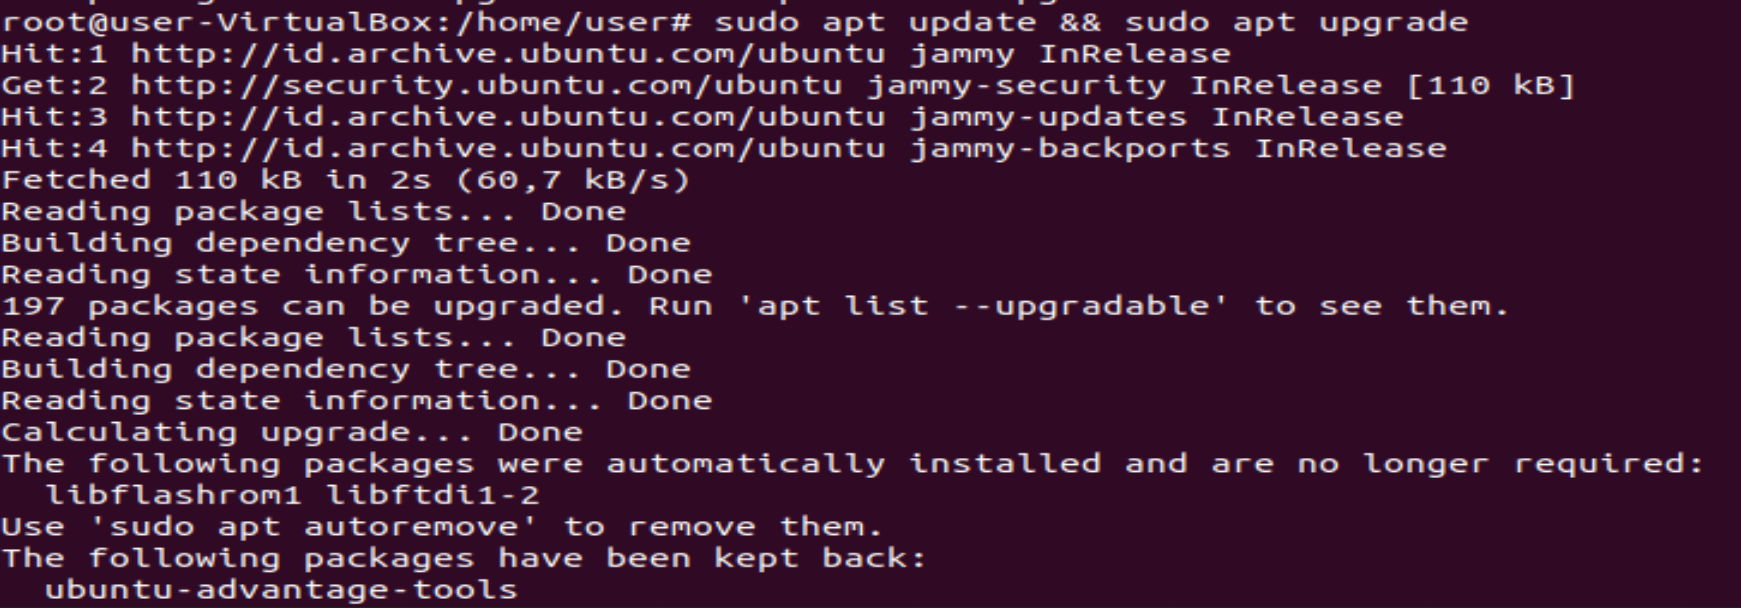 root@user-VirtualBox:/home/user# sudo apt update && sudo apt upgrade
Hit:1 http://id.archive.ubuntu.com/ubuntu jammy InRelease
Get:2 http://security.ubuntu.com/ubuntu jammy-security InRelease [110 kB]
Hit:3 http://id.archive.ubuntu.com/ubuntu jammy-updates InRelease
Hit:4 http://id.archive.ubuntu.com/ubuntu jammy-backports InRelease
Fetched 110 kB in 2s (60,7 kB/s)
Reading package lists... Done
Building dependency tree... Done
Reading state information... Done
197 packages can be upgraded. Run 'apt list --upgradable' to see them.
Reading package lists... Done
Building dependency tree... Done
Reading state information... Done
Calculating upgrade... Done
The following packages were automatically installed and are no longer required:
  libflashrom1 libftdi1-2
Use 'sudo apt autoremove' to remove them.
The following packages have been kept back:
  ubuntu-advantage-tools